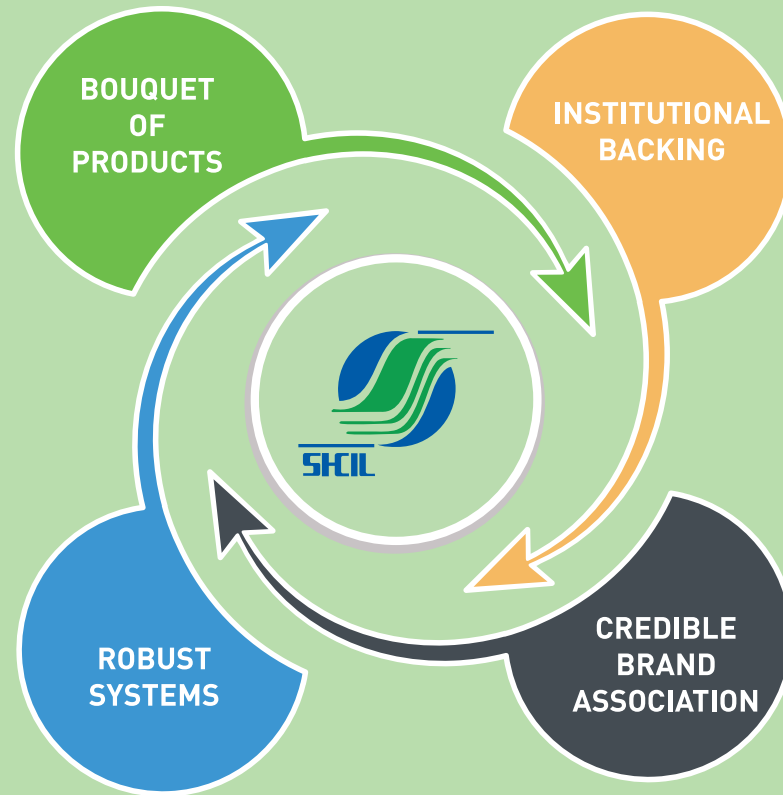 BOUQUET
OF
PRODUCTS
INSTITUTIONAL
BACKING
SHCIL
ROBUST
SYSTEMS
CREDIBLE
BRAND
ASSOCIATION